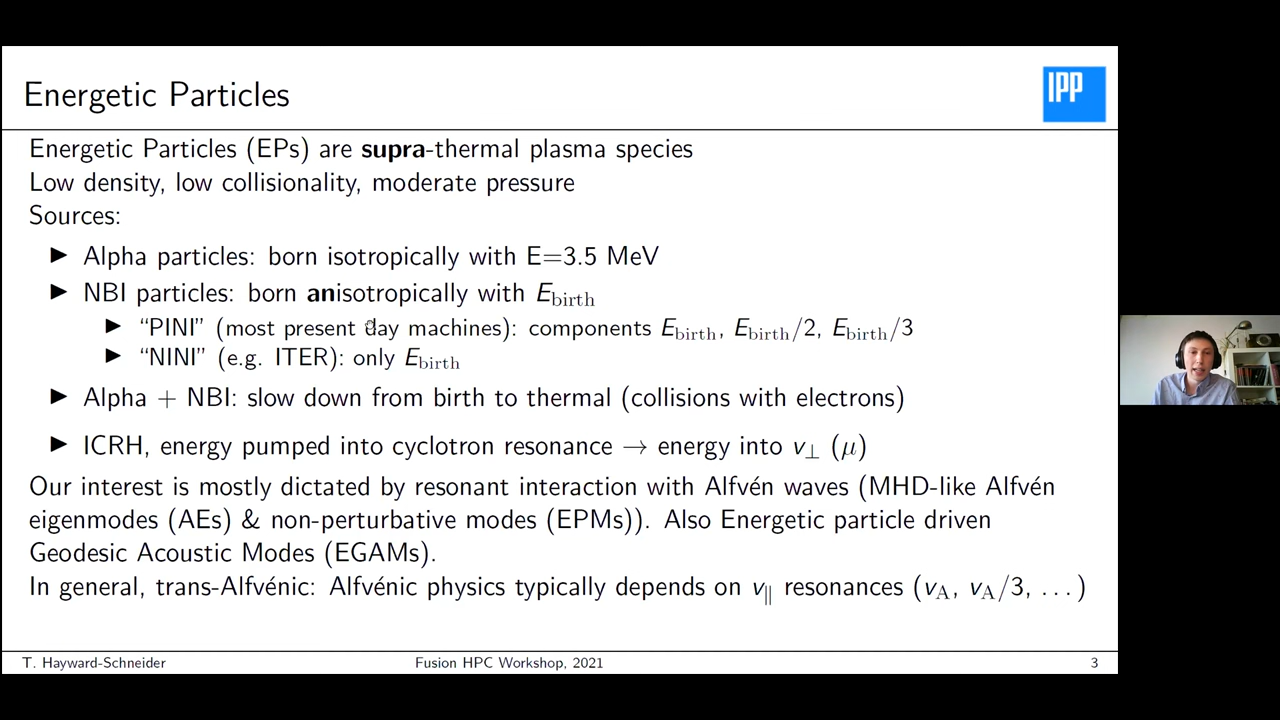 Energetic Particles
IPP
Energetic Particles (EPs) are supra-thermal plasma species
Low density, low collisionality, moderate pressure
Sources:
▶ Alpha particles: born isotropically with E=3.5 MeV
▶ NBI particles: born anisotropically with E_birth
▶ “PINI” (most present day machines): components E_birth, E_birth/2, E_birth/3
▶ “NINI” (e.g. ITER): only E_birth
▶ Alpha + NBI: slow down from birth to thermal (collisions with electrons)
▶ ICRH, energy pumped into cyclotron resonance → energy into v_⊥ (μ)
Our interest is mostly dictated by resonant interaction with Alfvén waves (MHD-like Alfvén
eigenmodes (AEs) & non-perturbative modes (EPMs)). Also Energetic particle driven
Geodesic Acoustic Modes (EGAMs).
In general, trans-Alfvénic: Alfvénic physics typically depends on v_∥ resonances (v_A, v_A/3, ...)
T. Hayward-Schneider
Fusion HPC Workshop, 2021
3